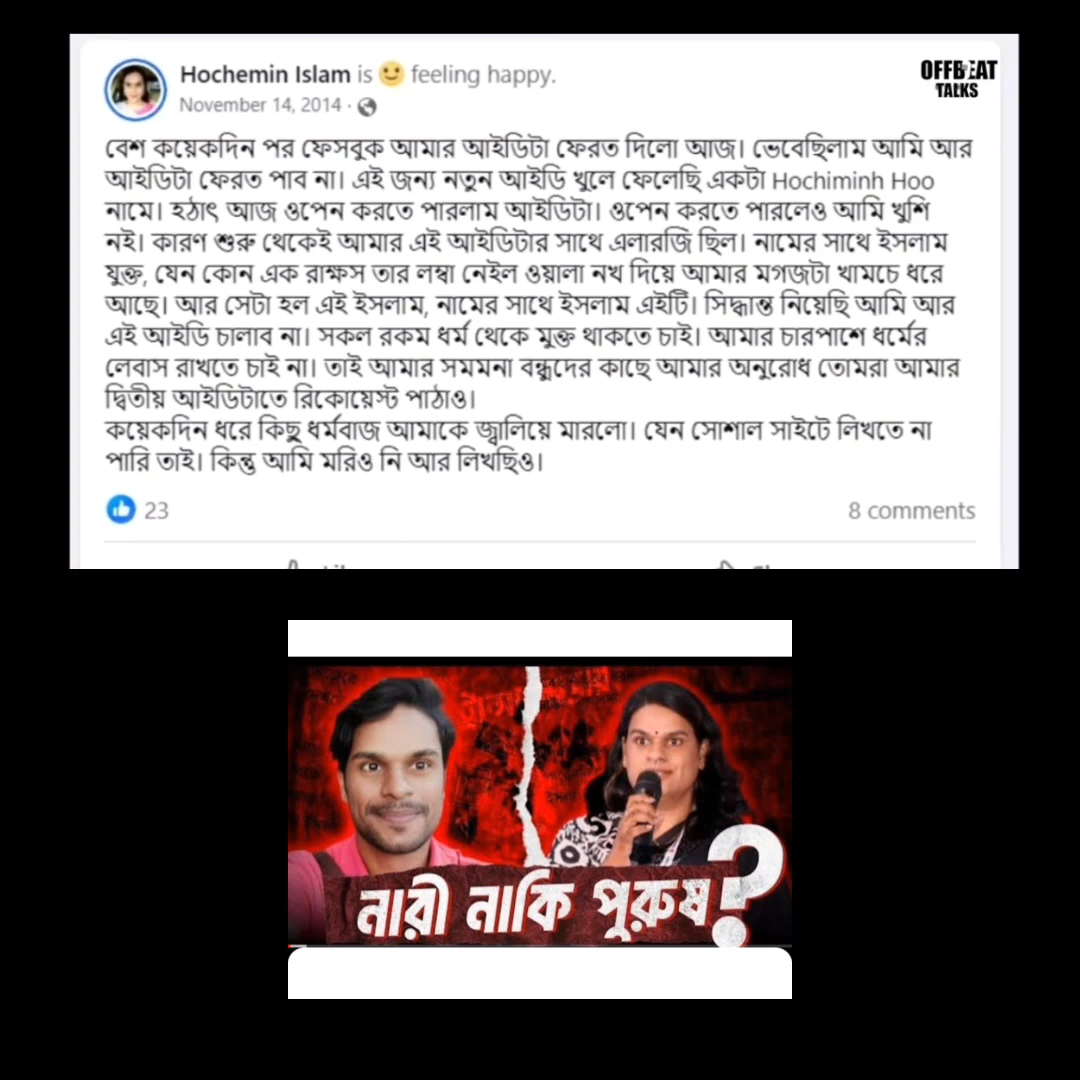 Hochemin Islam is feeling happy.
November 14, 2014
OFFBEAT
TALKS
বেশ কয়েকদিন পর ফেসবুক আমার আইডিটা ফেরত দিলো আজ। ভেবেছিলাম আমি আর
আইডিটা ফেরত পাব না। এই জন্য নতুন আইডি খুলে ফেলেছি একটা Hochiminh Hoo
নামে। হঠাৎ আজ ওপেন করতে পারলাম আইডিটা। ওপেন করতে পারলেও আমি খুশি
নই। কারণ শুরু থেকেই আমার এই আইডিটার সাথে এলারজি ছিল। নামের সাথে ইসলাম
যুক্ত, যেন কোন এক রাক্ষস তার লম্বা নেইল ওয়ালা নখ দিয়ে আমার মগজটা খামচে ধরে
আছে। আর সেটা হল এই ইসলাম, নামের সাথে ইসলাম এইটি। সিদ্ধান্ত নিয়েছি আমি আর
এই আইডি চালাব না। সকল রকম ধর্ম থেকে মুক্ত থাকতে চাই। আমার চারপাশে ধর্মের
লেবাস রাখতে চাই না। তাই আমার সমমনা বন্ধুদের কাছে আমার অনুরোধ তোমরা আমার
দ্বিতীয় আইডিটাতে রিকোয়েস্ট পাঠাও।
কয়েকদিন ধরে কিছু ধর্মবাজ আমাকে জ্বালিয়ে মারলো। যেন সোশাল সাইটে লিখতে না
পারি তাই। কিন্তু আমি মরিও নি আর লিখছিও।
23
8 comments
নারী নাকি পুরুষ?